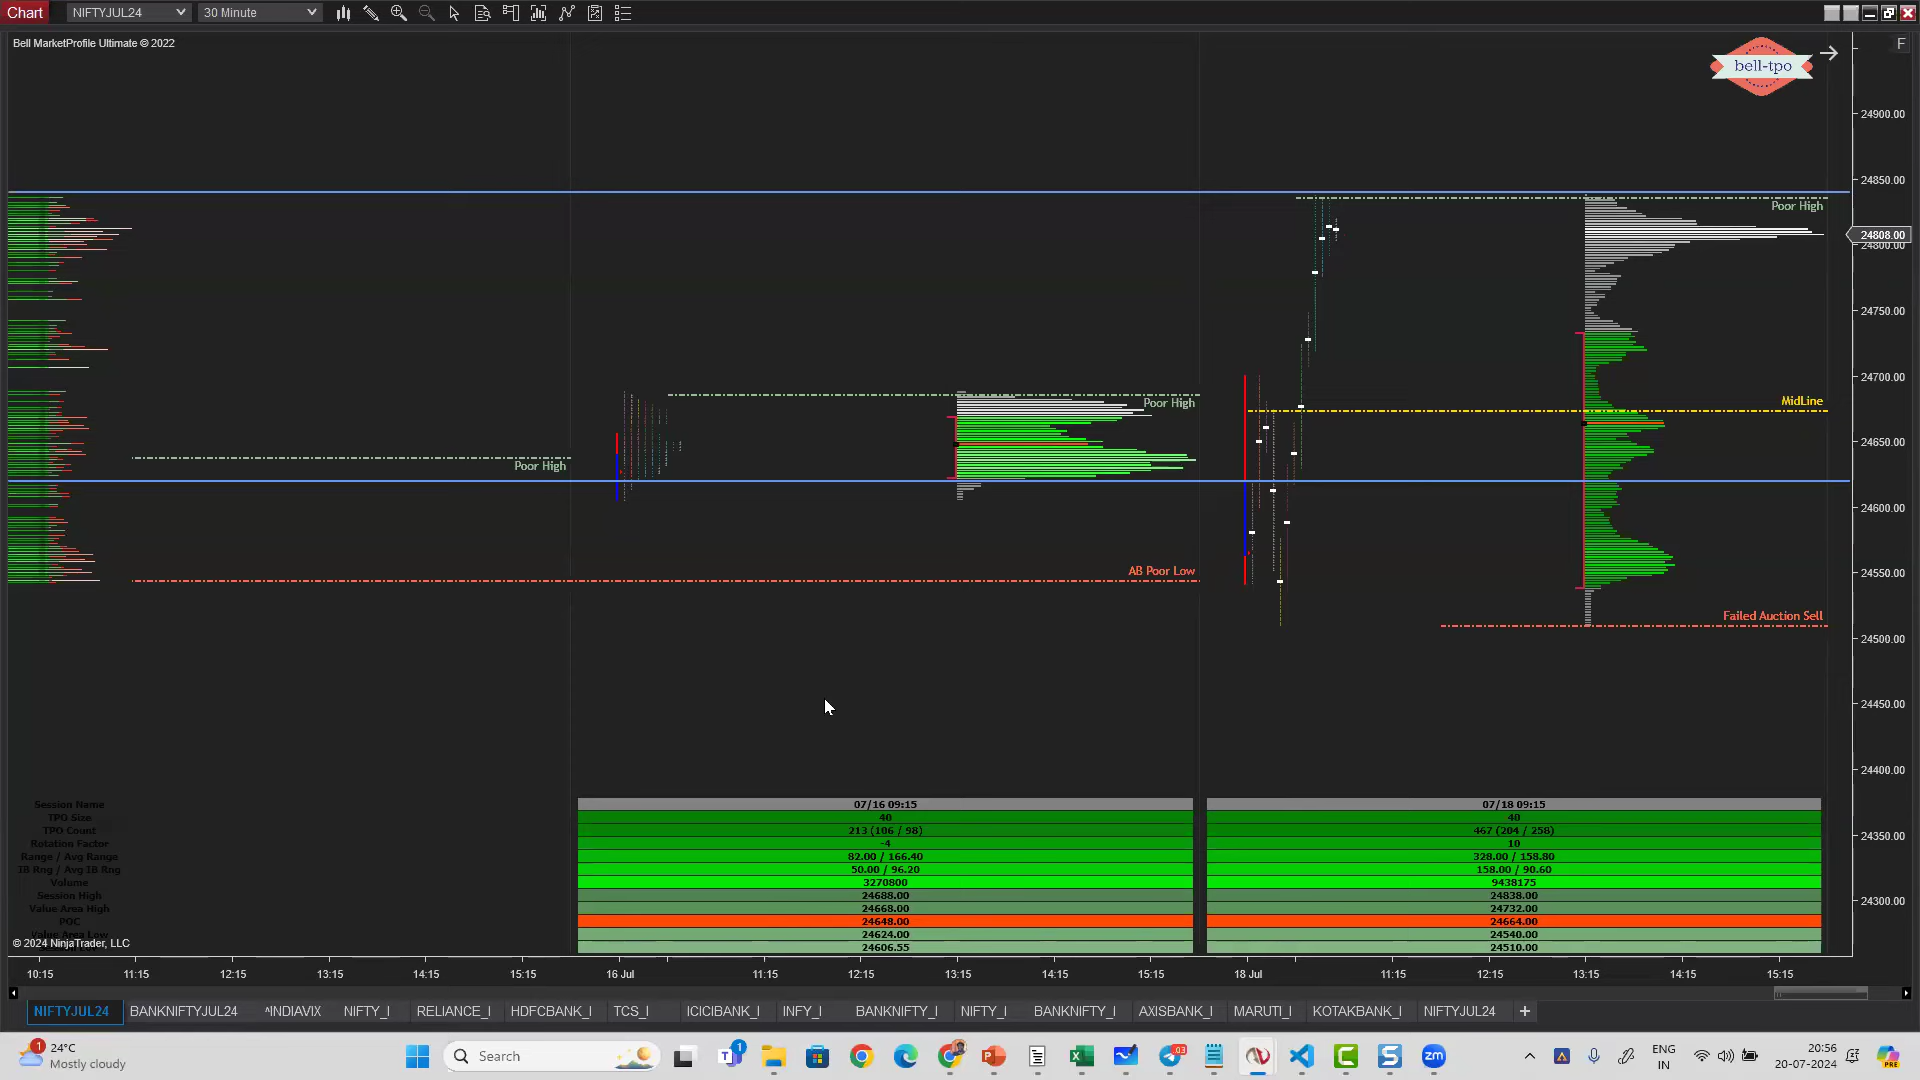 Chart NIFTYJUL24 30 Minute
Bell MarketProfile Ultimate © 2022
F
bell-tpo
24900.00
24850.00
Poor High
24808.00
24800.00
24750.00
24700.00
MidLine
Poor High
24650.00
Poor High
24600.00
AB Poor Low
24550.00
Failed Auction Sell
24500.00
24450.00
24400.00
24350.00
24300.00
Session Name 07/16 09:15 07/18 09:15
TPO Size 40 40
TPO Count 213 (106 / 98) 467 (204 / 258)
Rotation Factor -4 10
Range / Avg Range 82.00 / 166.40 328.00 / 158.80
IB Rng / Avg IB Rng 50.00 / 96.20 158.00 / 90.60
Volume 3270800 9438175
Session High 24688.00 24838.00
Value Area High 24668.00 24732.00
POC 24648.00 24664.00
Value Area Low 24624.00 24540.00
© 2024 NinjaTrader, LLC
24606.55 24510.00
10:15 11:15 12:15 13:15 14:15 15:15 16 Jul 11:15 12:15 13:15 14:15 15:15 18 Jul 11:15 12:15 13:15 14:15 15:15
NIFTYJUL24 BANKNIFTYJUL24 ^INDIAVIX NIFTY_I RELIANCE_I HDFCBANK_I TCS_I ICICIBANK_I INFY_I BANKNIFTY_I NIFTY_I BANKNIFTY_I AXISBANK_I MARUTI_I KOTAKBANK_I NIFTYJUL24 +
1
24°C
Mostly cloudy
Search
1
03
zm
ENG
IN
20:56
20-07-2024
PRE